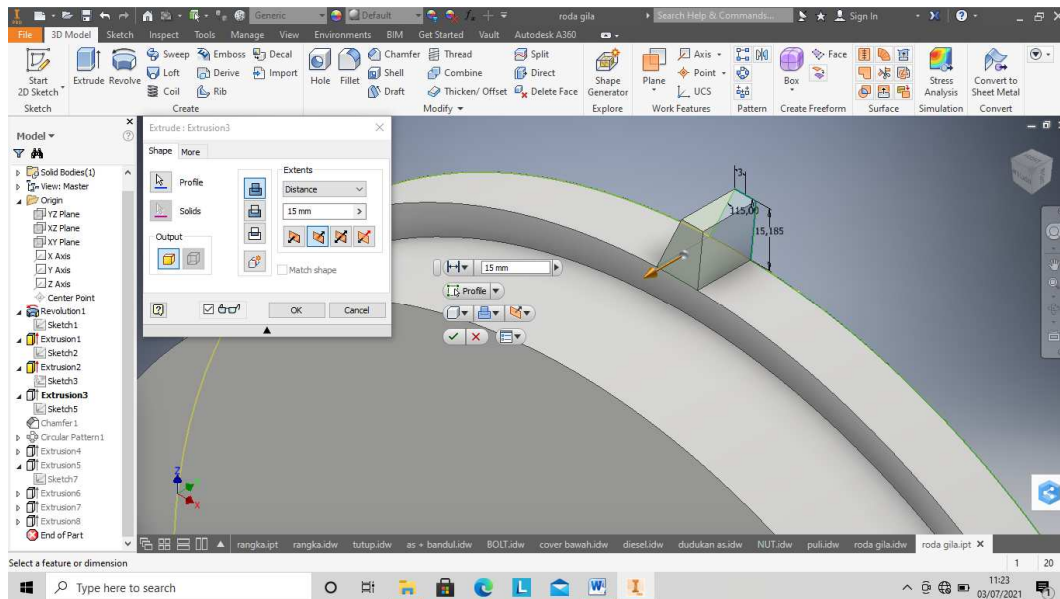 PRO
Generic
Default
roda gila
Search Help & Commands...
Sign In
File
3D Model
Sketch
Inspect
Tools
Manage
View
Environments
BIM
Get Started
Vault
Autodesk A360
Start
2D Sketch
Extrude
Revolve
Sweep
Emboss
Decal
Loft
Derive
Import
Coil
Rib
Hole
Fillet
Chamfer
Thread
Split
Shell
Combine
Direct
Draft
Thicken/ Offset
Delete Face
Shape
Generator
Plane
Axis
Point
UCS
Box
Face
Stress
Analysis
Convert to
Sheet Metal
Sketch
Create
Modify
Explore
Work Features
Pattern
Create Freeform
Surface
Simulation
Convert
Model
Solid Bodies(1)
View: Master
Origin
YZ Plane
XZ Plane
XY Plane
X Axis
Y Axis
Z Axis
Center Point
Revolution1
Sketch1
Extrusion1
Sketch2
Extrusion2
Sketch3
Extrusion3
Sketch5
Chamfer1
Circular Pattern1
Extrusion4
Extrusion5
Sketch7
Extrusion6
Extrusion7
Extrusion8
End of Part
Extrude : Extrusion3
Shape
More
Profile
Solids
Output
Extents
Distance
15 mm
Match shape
OK
Cancel
15 mm
Profile
3
115,00
15,185
Z
X
rangka.ipt
rangka.idw
tutup.idw
as + bandul.idw
BOLT.idw
cover bawah.idw
diesel.idw
dudukan as.idw
NUT.idw
puli.idw
roda gila.idw
roda gila.ipt
Select a feature or dimension
1
20
Type here to search
11:23
03/07/2021